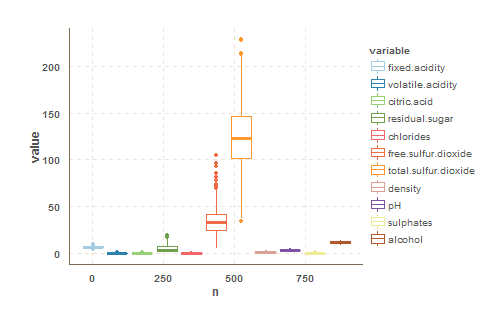 value
200
150
100
50
0
0
250
500
750
n
variable
fixed.acidity
volatile.acidity
citric.acid
residual.sugar
chlorides
free.sulfur.dioxide
total.sulfur.dioxide
density
pH
sulphates
alcohol